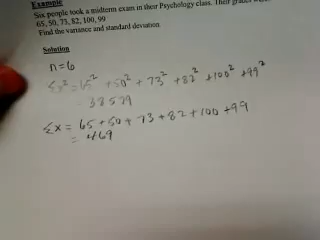 Example
Six people took a midterm exam in their Psychology class. Their grades
65, 50, 73, 82, 100, 99
Find the variance and standard deviation.
Solution
n=6
Σx² = 65² + 50² + 73² + 82² + 100² + 99²
= 38579
Σx = 65 + 50 + 73 + 82 + 100 + 99
= 469